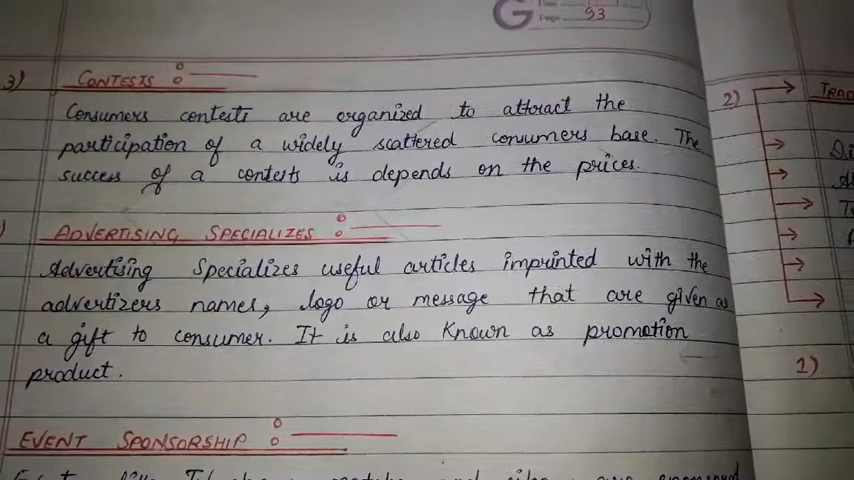 G Page 93
3) CONTESTS :
Consumers contests are organized to attract the
participation of a widely scattered consumers base. The
success of a contests is depends on the prices.
) ADVERTISING SPECIALIZES :
Advertising specializes useful articles imprinted with the
advertizers names, logo or message that are given as
a gift to consumer. It is also known as promotion
product.
EVENT SPONSORSHIP :
2)
1)